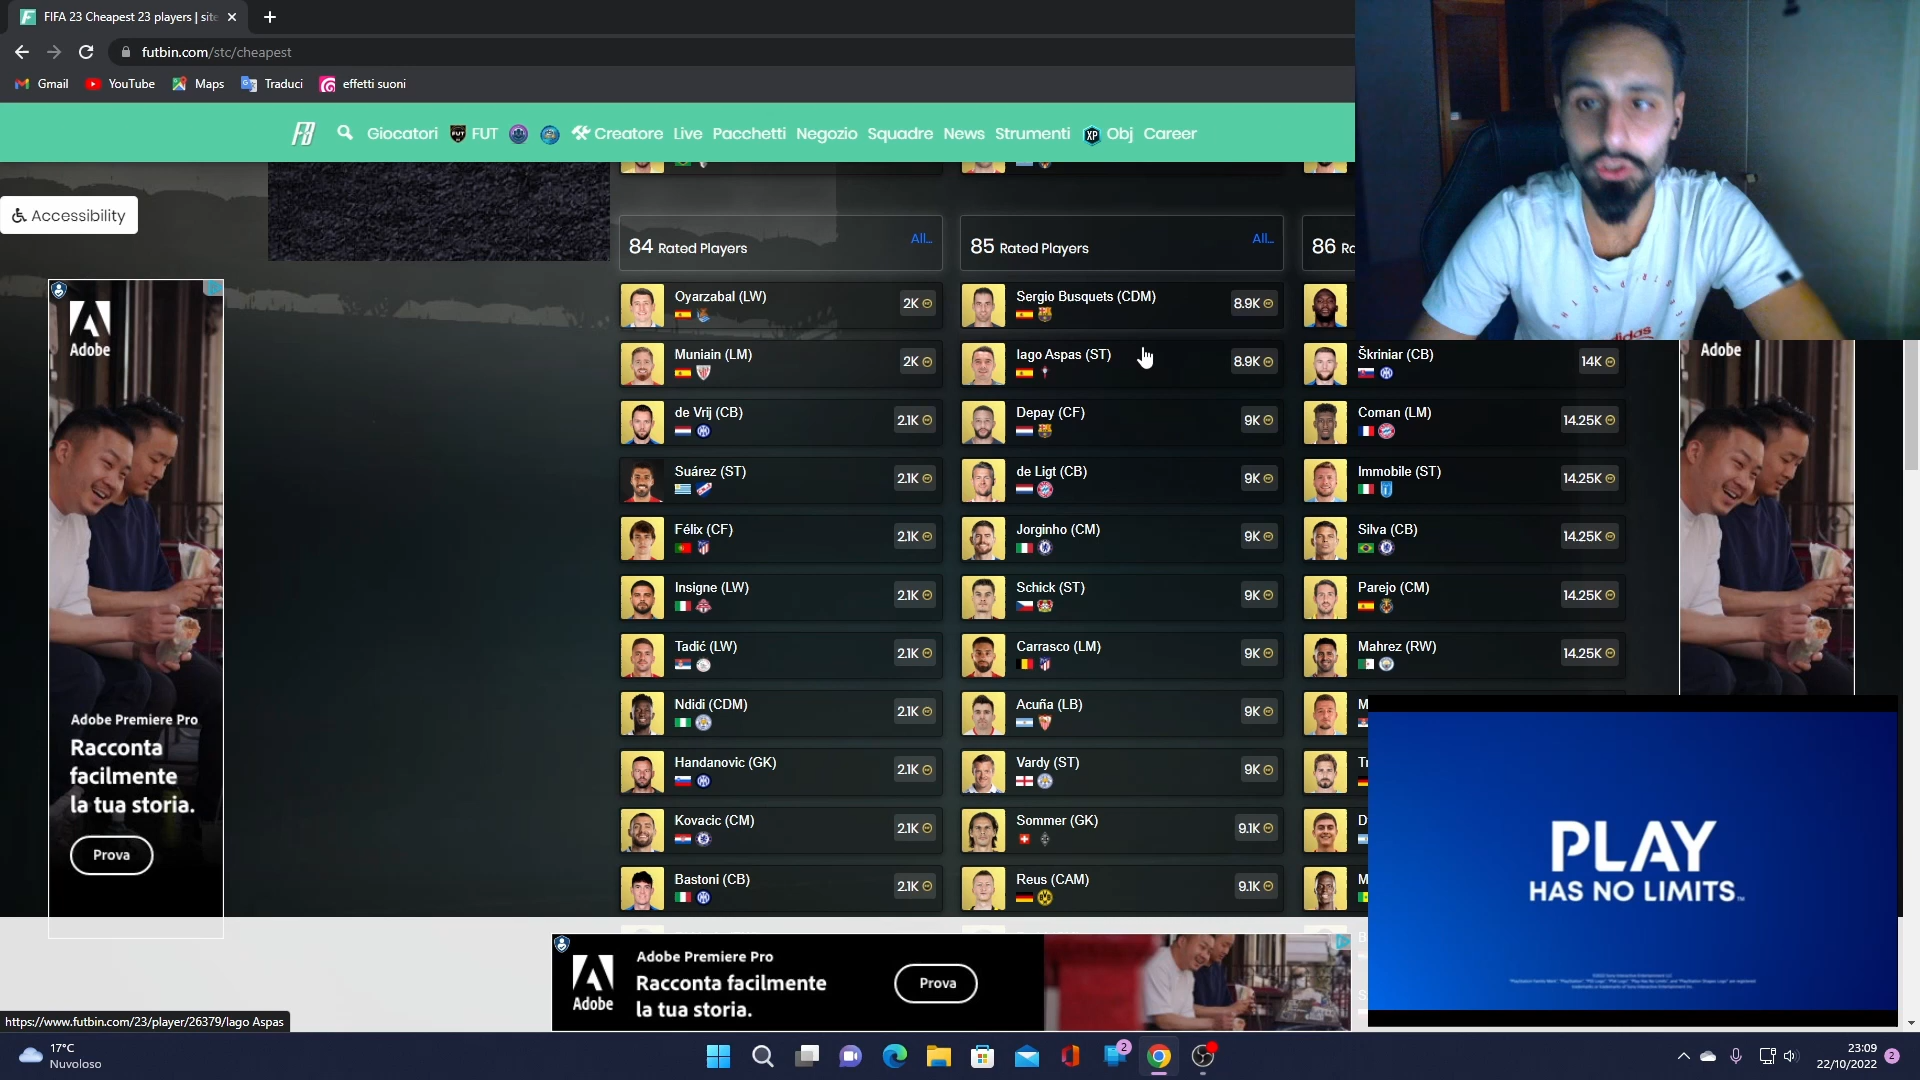 FIFA 23 Cheapest 23 players | site
futbin.com/stc/cheapest
Gmail YouTube Maps Traduci effetti suoni
FB Giocatori FUT Creatore Live Pacchetti Negozio Squadre News Strumenti XP Obj Career
Accessibility
84 Rated Players All...
Oyarzabal (LW) 2K
Muniain (LM) 2K
de Vrij (CB) 2.1K
Suárez (ST) 2.1K
Félix (CF) 2.1K
Insigne (LW) 2.1K
Tadić (LW) 2.1K
Ndidi (CDM) 2.1K
Handanovic (GK) 2.1K
Kovacic (CM) 2.1K
Bastoni (CB) 2.1K
85 Rated Players All...
Sergio Busquets (CDM) 8.9K
Iago Aspas (ST) 8.9K
Depay (CF) 9K
de Ligt (CB) 9K
Jorginho (CM) 9K
Schick (ST) 9K
Carrasco (LM) 9K
Acuña (LB) 9K
Vardy (ST) 9K
Sommer (GK) 9.1K
Reus (CAM) 9.1K
86 Ra
Škriniar (CB) 14K
Coman (LM) 14.25K
Immobile (ST) 14.25K
Silva (CB) 14.25K
Parejo (CM) 14.25K
Mahrez (RW) 14.25K
M
Tr
D
M
B
S
Adobe
Adobe Premiere Pro
Racconta
facilmente
la tua storia.
Prova
Adobe
adidas
PLAY
HAS NO LIMITS™
Adobe
Adobe Premiere Pro
Racconta facilmente
la tua storia.
Prova
https://www.futbin.com/23/player/26379/Iago Aspas
17°C
Nuvoloso
2
23:09
22/10/2022
2